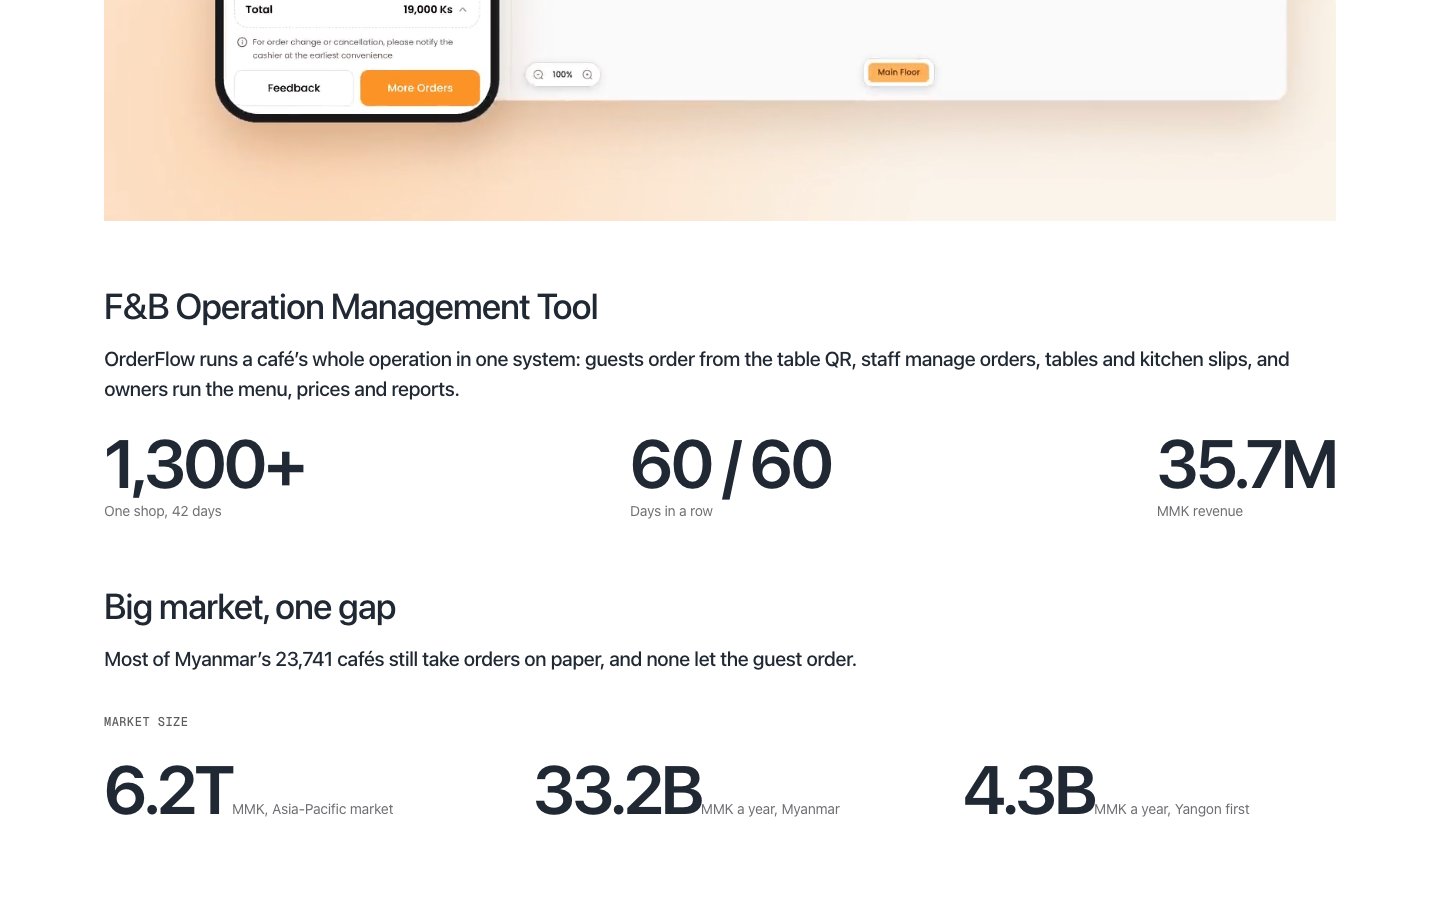 Total 19,000 Ks
For order change or cancellation, please notify the
cashier at the earliest convenience
Feedback More Orders
100%
Main Floor
F&B Operation Management Tool
OrderFlow runs a café’s whole operation in one system: guests order from the table QR, staff manage orders, tables and kitchen slips, and
owners run the menu, prices and reports.
1,300+ 60 / 60 35.7M
One shop, 42 days Days in a row MMK revenue
Big market, one gap
Most of Myanmar’s 23,741 cafés still take orders on paper, and none let the guest order.
MARKET SIZE
6.2T MMK, Asia-Pacific market 33.2B MMK a year, Myanmar 4.3B MMK a year, Yangon first